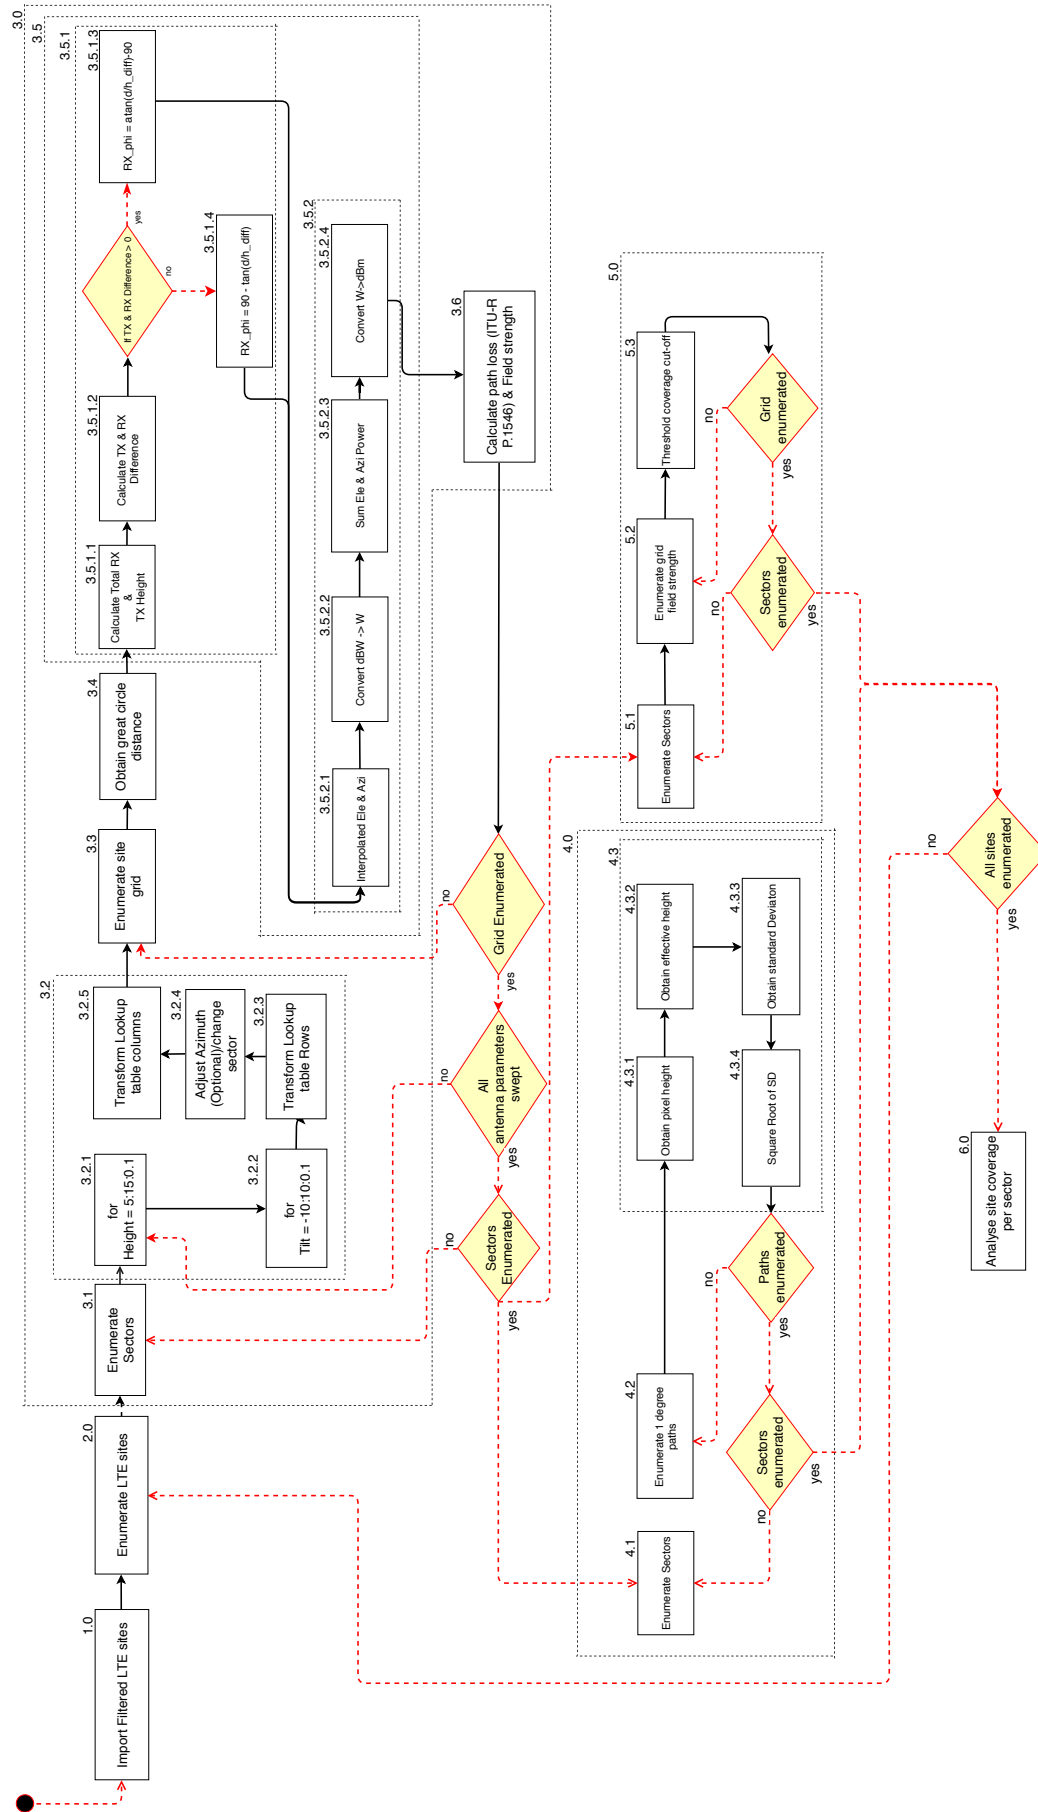 1.0
Import Filtered LTE sites
2.0
Enumerate LTE sites
3.0
3.1
Enumerate
Sectors
3.2
3.2.1
for
Height = 5:15:0.1
3.2.2
for
Tilt = -10:10:0.1
3.2.3
Transform Lookup
table Rows
3.2.4
Adjust Azimuth
(Optional)/change
sector
3.2.5
Transform Lookup
table columns
3.3
Enumerate site
grid
3.4
Obtain great circle
distance
3.5
3.5.1
3.5.1.1
Calculate Total RX
&
TX Height
3.5.1.2
Calculate TX & RX
Difference
If TX & RX Difference > 0
yes
no
3.5.1.3
RX_phi = atan(d/h_diff)-90
3.5.1.4
RX_phi = 90 - tan(d/h_diff)
3.5.2
3.5.2.1
Interpolated Ele & Azi
3.5.2.2
Convert dBW -> W
3.5.2.3
Sum Ele & Azi Power
3.5.2.4
Convert W->dBm
3.6
Calculate path loss (ITU-R
P.1546) & Field strength
Grid Enumerated
no
yes
All
antenna parameters
swept
no
yes
Sectors
Enumerated
no
yes
4.0
4.1
Enumerate Sectors
4.2
Enumerate 1 degree
paths
4.3
4.3.1
Obtain pixel height
4.3.2
Obtain effective height
4.3.3
Obtain standard Deviaton
4.3.4
Square Root of SD
Paths
enumerated
no
yes
Sectors
enumerated
no
yes
5.0
5.1
Enumerate Sectors
5.2
Enumerate grid
field strength
5.3
Threshold coverage cut-off
Grid
enumerated
no
yes
Sectors
enumerated
no
yes
All sites
enumerated
no
yes
6.0
Analyse site coverage
per sector